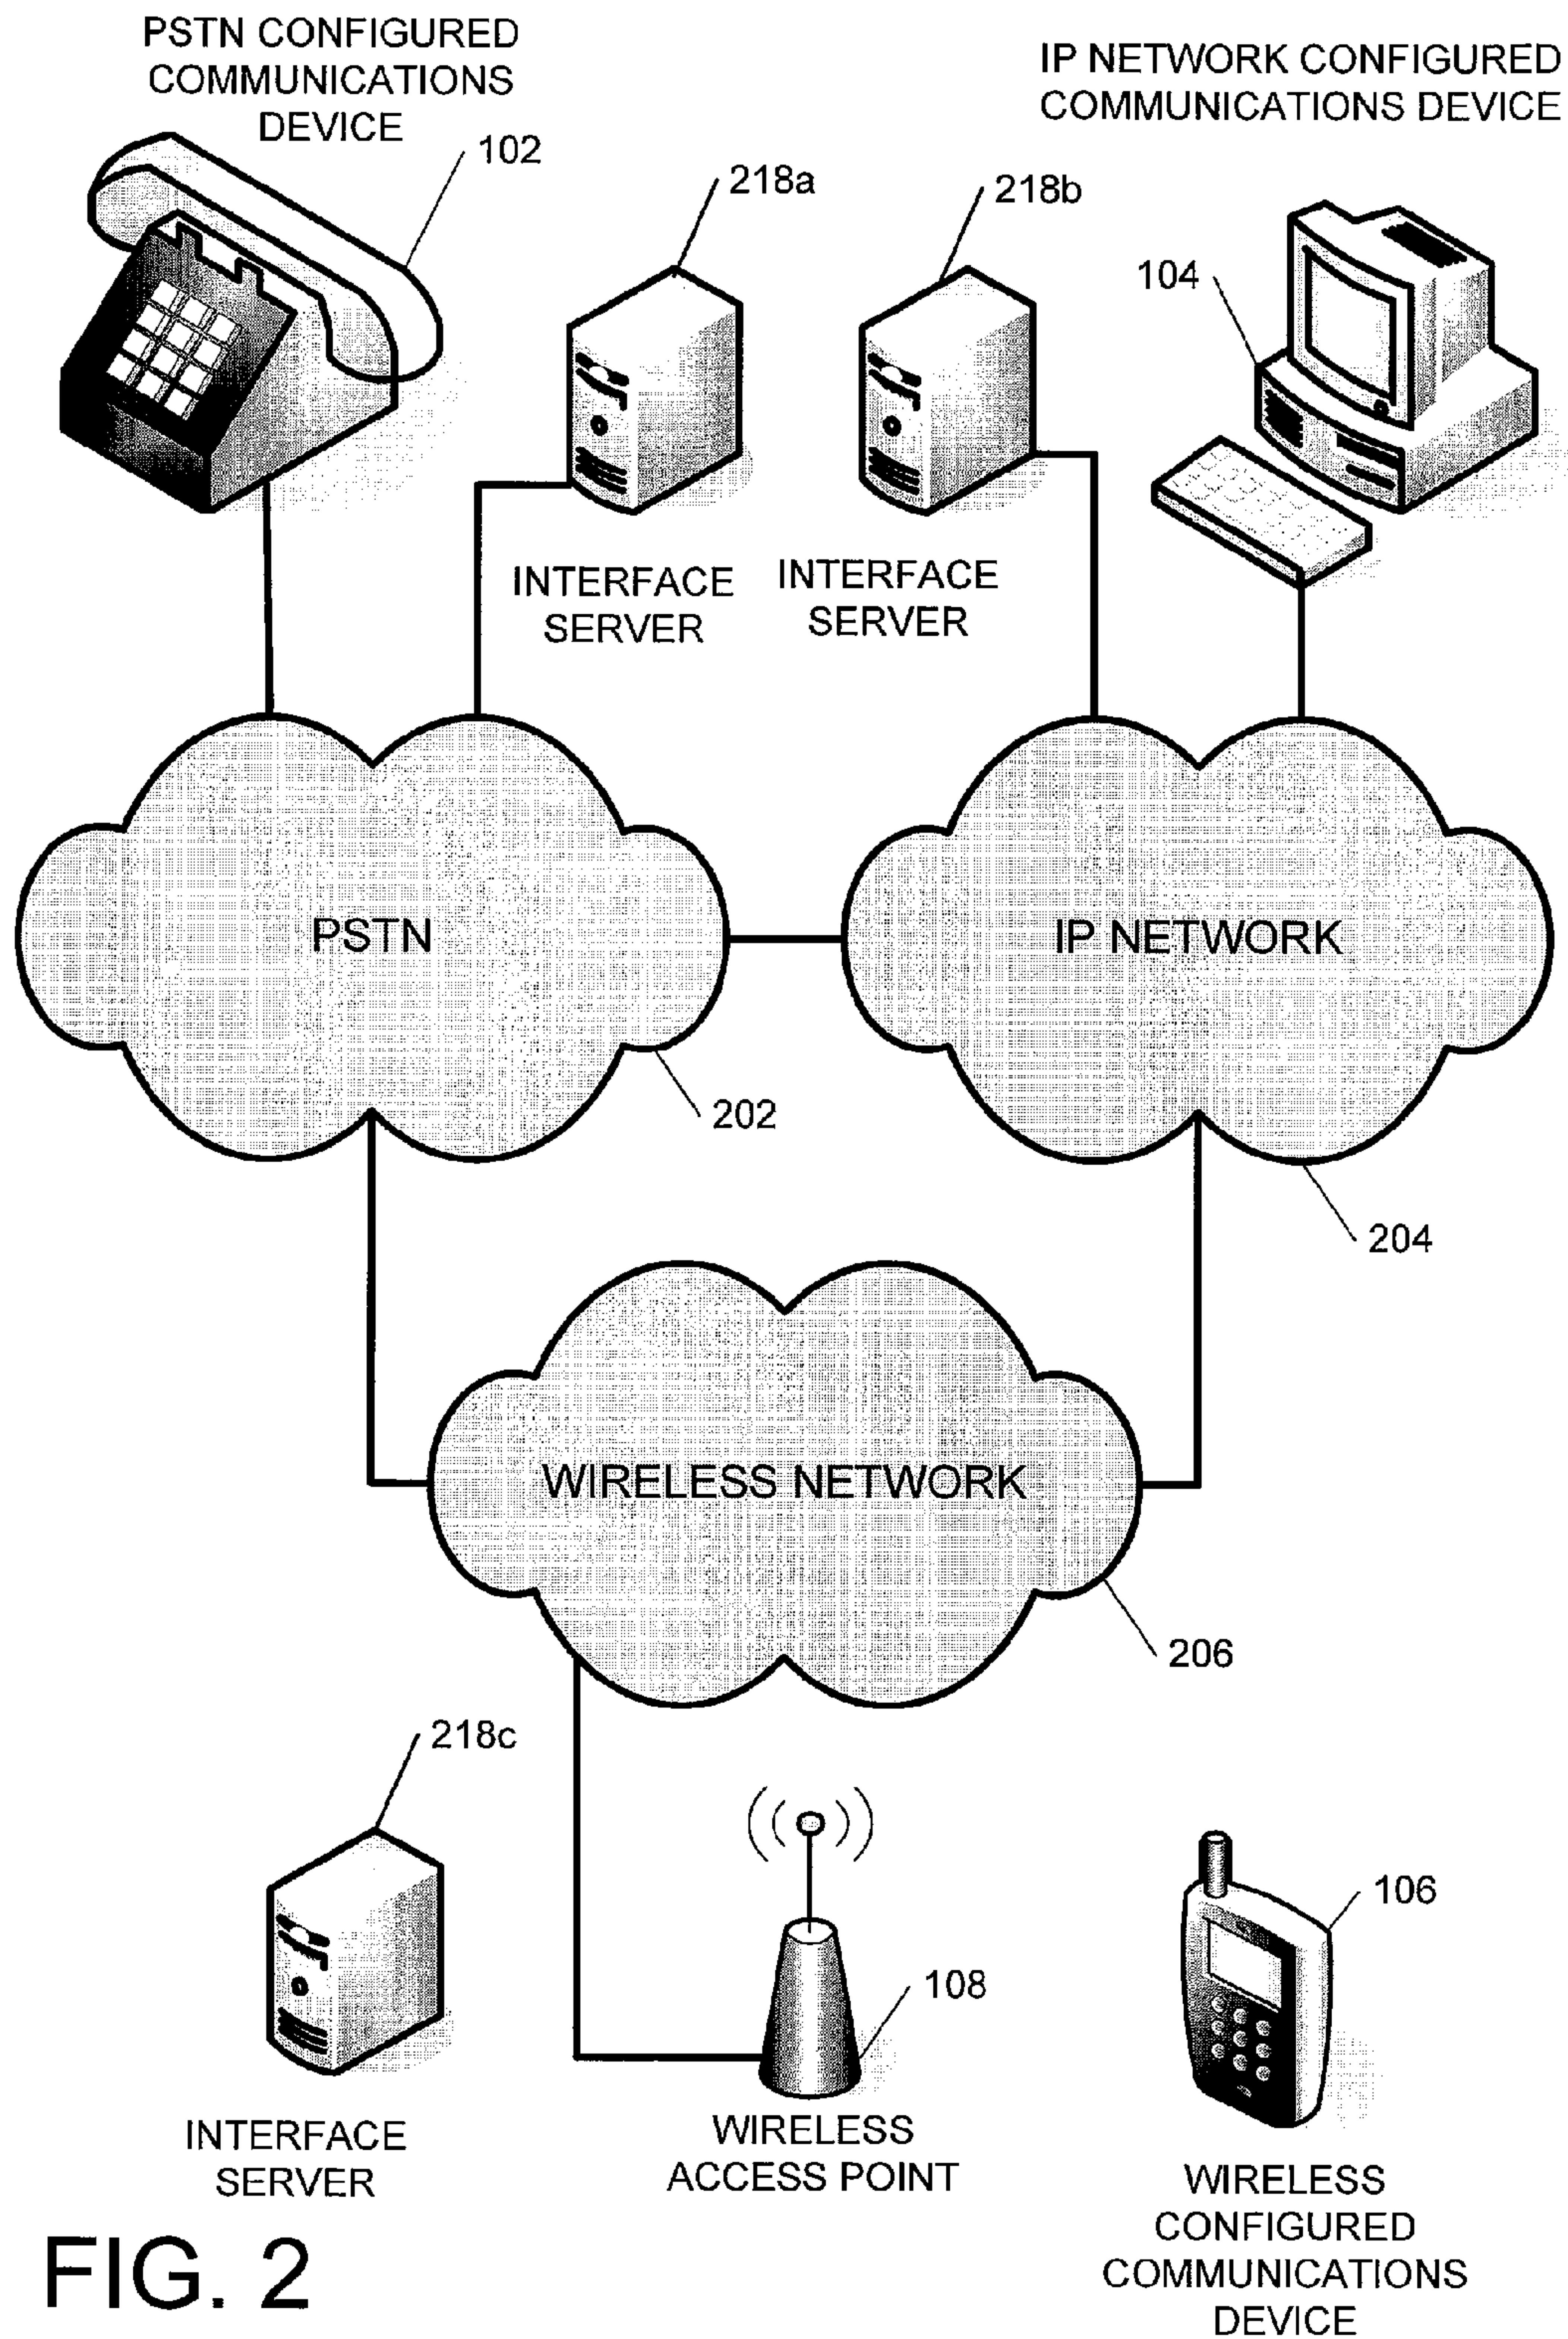 PSTN CONFIGURED
COMMUNICATIONS
DEVICE
IP NETWORK CONFIGURED
COMMUNICATIONS DEVICE
102
218a
218b
104
INTERFACE
SERVER
INTERFACE
SERVER
PSTN
IP NETWORK
202
204
WIRELESS NETWORK
206
218c
106
108
INTERFACE
SERVER
WIRELESS
ACCESS POINT
WIRELESS
CONFIGURED
COMMUNICATIONS
DEVICE
FIG. 2